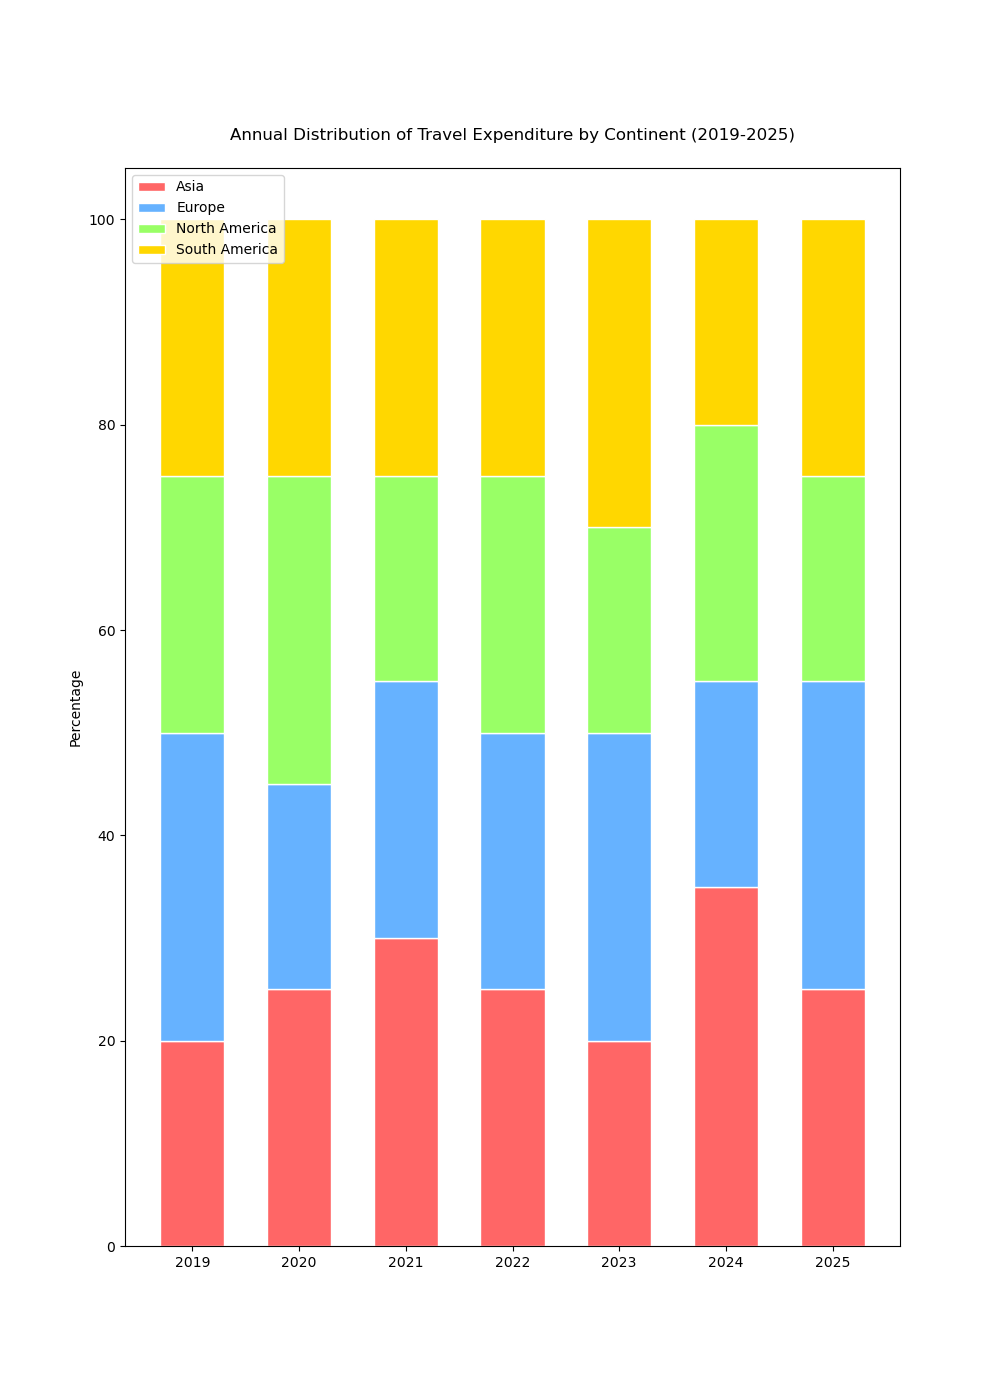 Annual Distribution of Travel Expenditure by Continent (2019-2025)
Asia
Europe
North America
South America
100
80
60
40
20
0
Percentage
2019 2020 2021 2022 2023 2024 2025